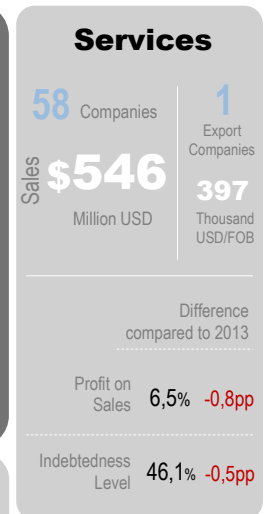 Services
58 Companies
Sales
$546
Million USD
1
Export
Companies
397
Thousand
USD/FOB
Difference
compared to 2013
Profit on
Sales
6,5% -0,8pp
Indebtedness
Level
46,1% -0,5pp